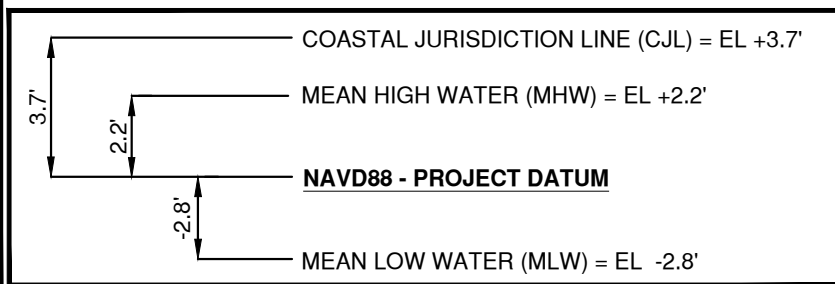 COASTAL JURISDICTION LINE (CJL) = EL +3.7'
3.7'
MEAN HIGH WATER (MHW) = EL +2.2'
2.2'
NAVD88 - PROJECT DATUM
-2.8'
MEAN LOW WATER (MLW) = EL -2.8'